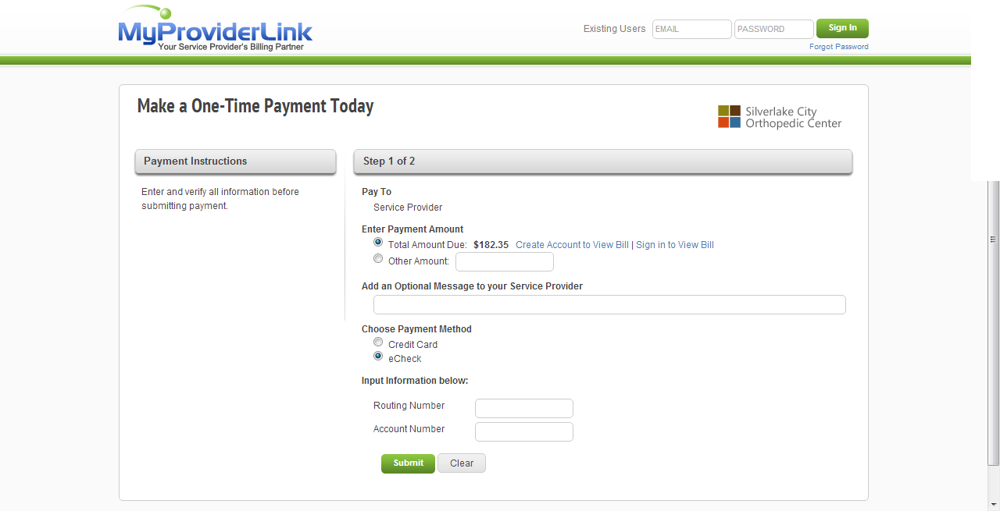 MyProviderLink
Your Service Provider's Billing Partner
Existing Users EMAIL PASSWORD Sign In
Forgot Password
Make a One-Time Payment Today
Silverlake City
Orthopedic Center
Payment Instructions
Enter and verify all information before
submitting payment.
Step 1 of 2
Pay To
Service Provider
Enter Payment Amount
Total Amount Due: $182.35 Create Account to View Bill | Sign in to View Bill
Other Amount:
Add an Optional Message to your Service Provider
Choose Payment Method
Credit Card
eCheck
Input Information below:
Routing Number
Account Number
Submit Clear